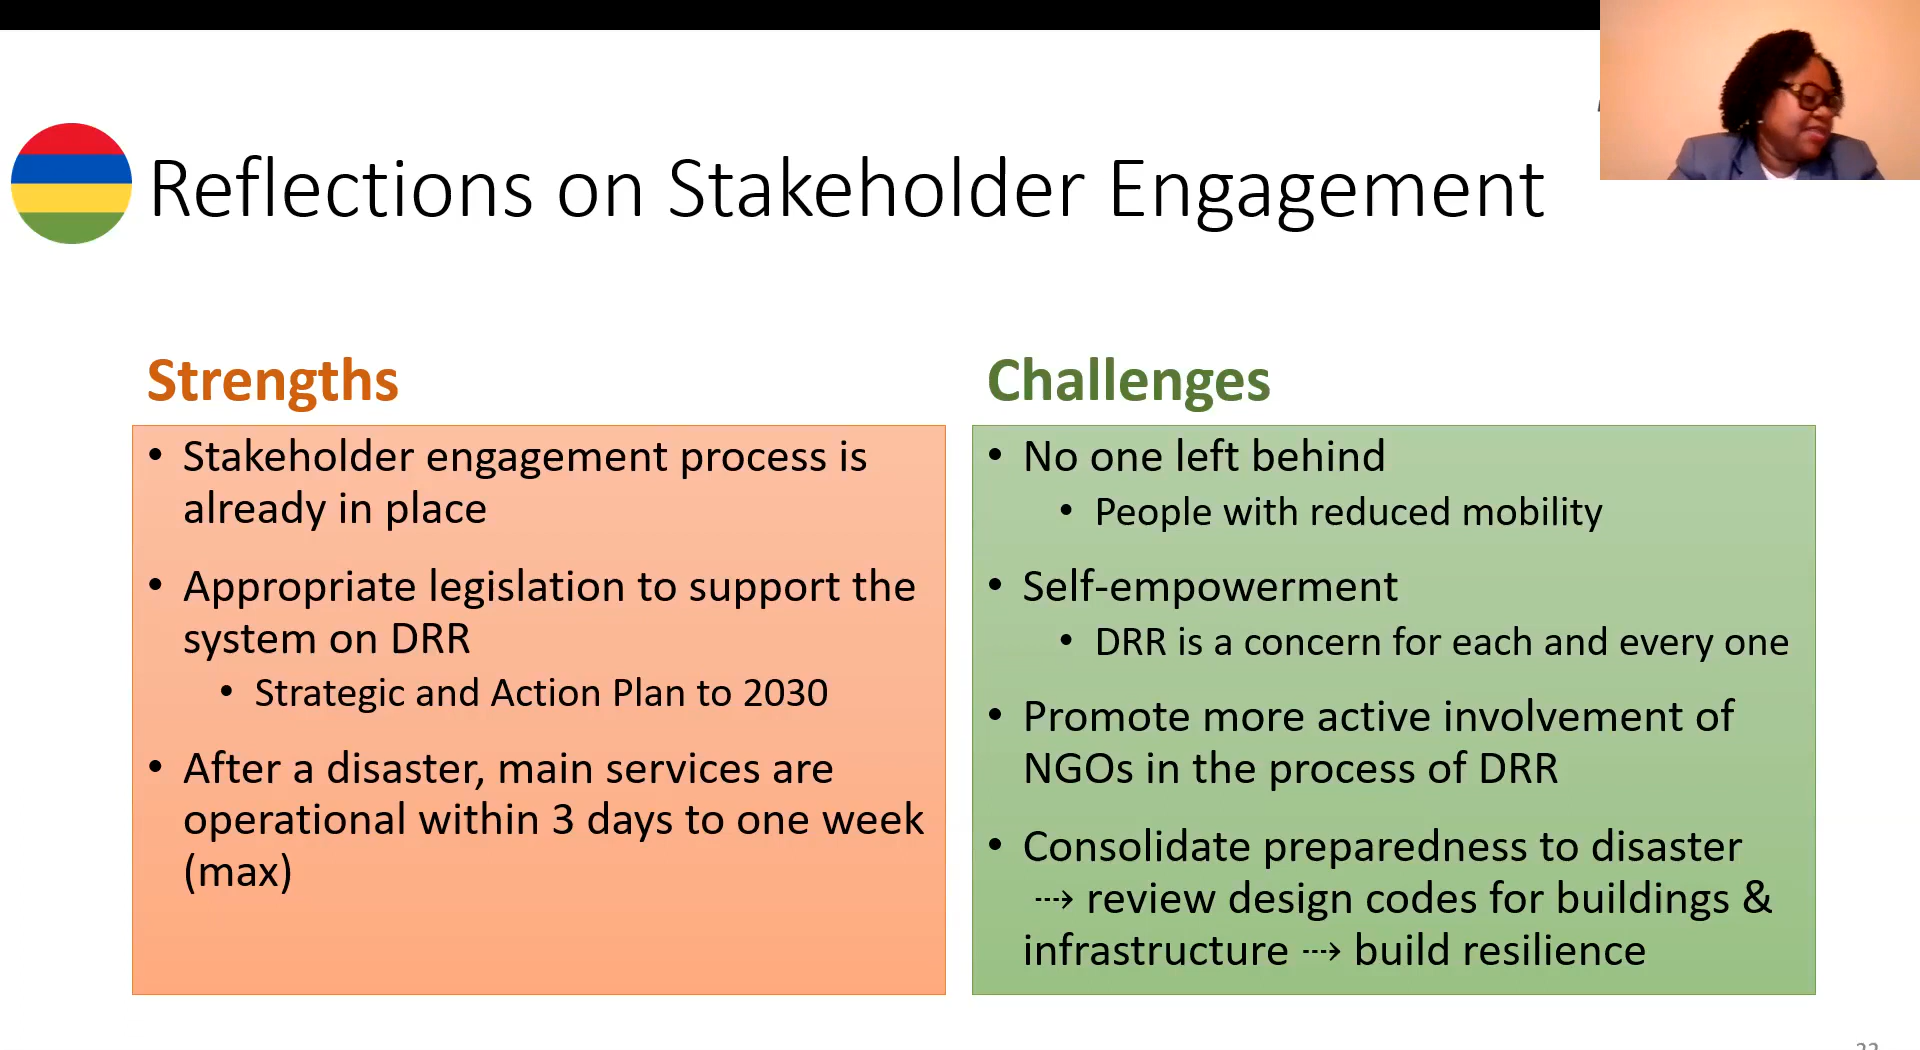 Reflections on Stakeholder Engagement
Strengths
• Stakeholder engagement process is
already in place
• Appropriate legislation to support the
system on DRR
• Strategic and Action Plan to 2030
• After a disaster, main services are
operational within 3 days to one week
(max)
Challenges
• No one left behind
• People with reduced mobility
• Self-empowerment
• DRR is a concern for each and every one
• Promote more active involvement of
NGOs in the process of DRR
• Consolidate preparedness to disaster
⇢ review design codes for buildings &
infrastructure ⇢ build resilience